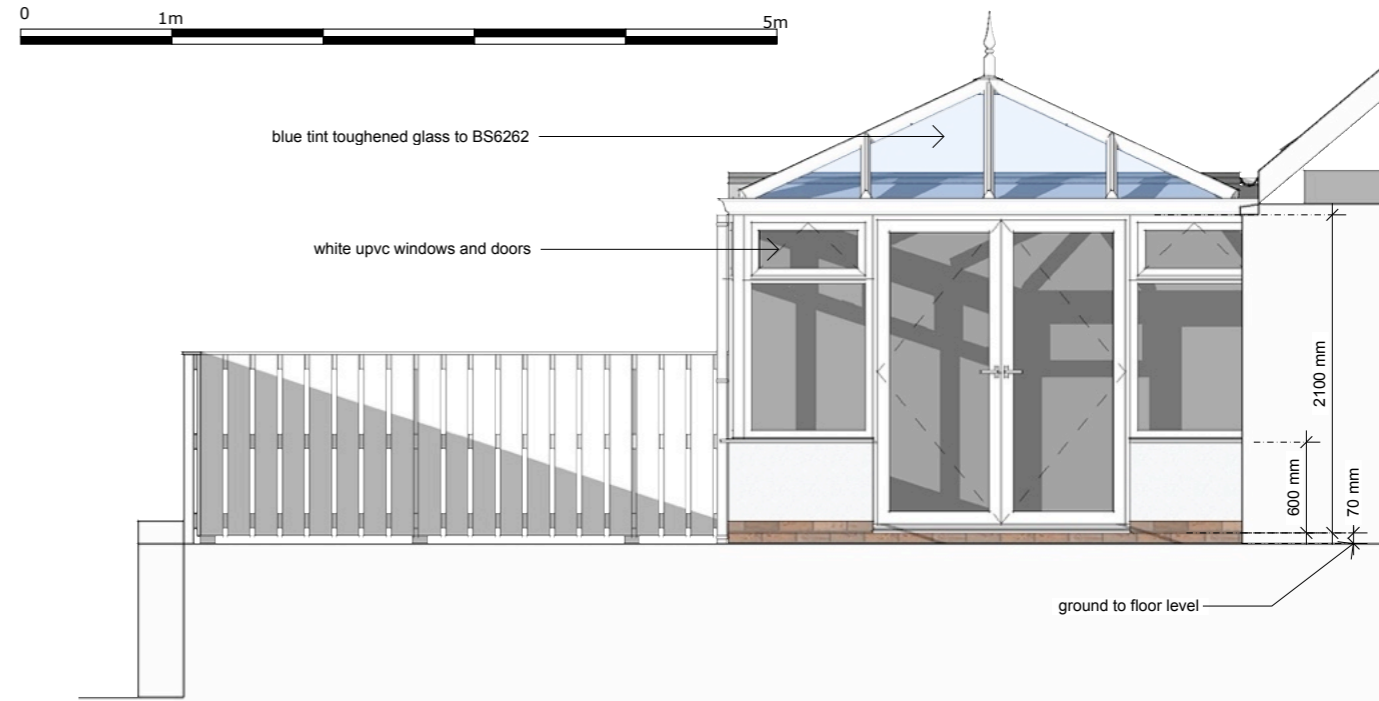 0 1m 5m
blue tint toughened glass to BS6262
white upvc windows and doors
2100 mm
600 mm
70 mm
ground to floor level